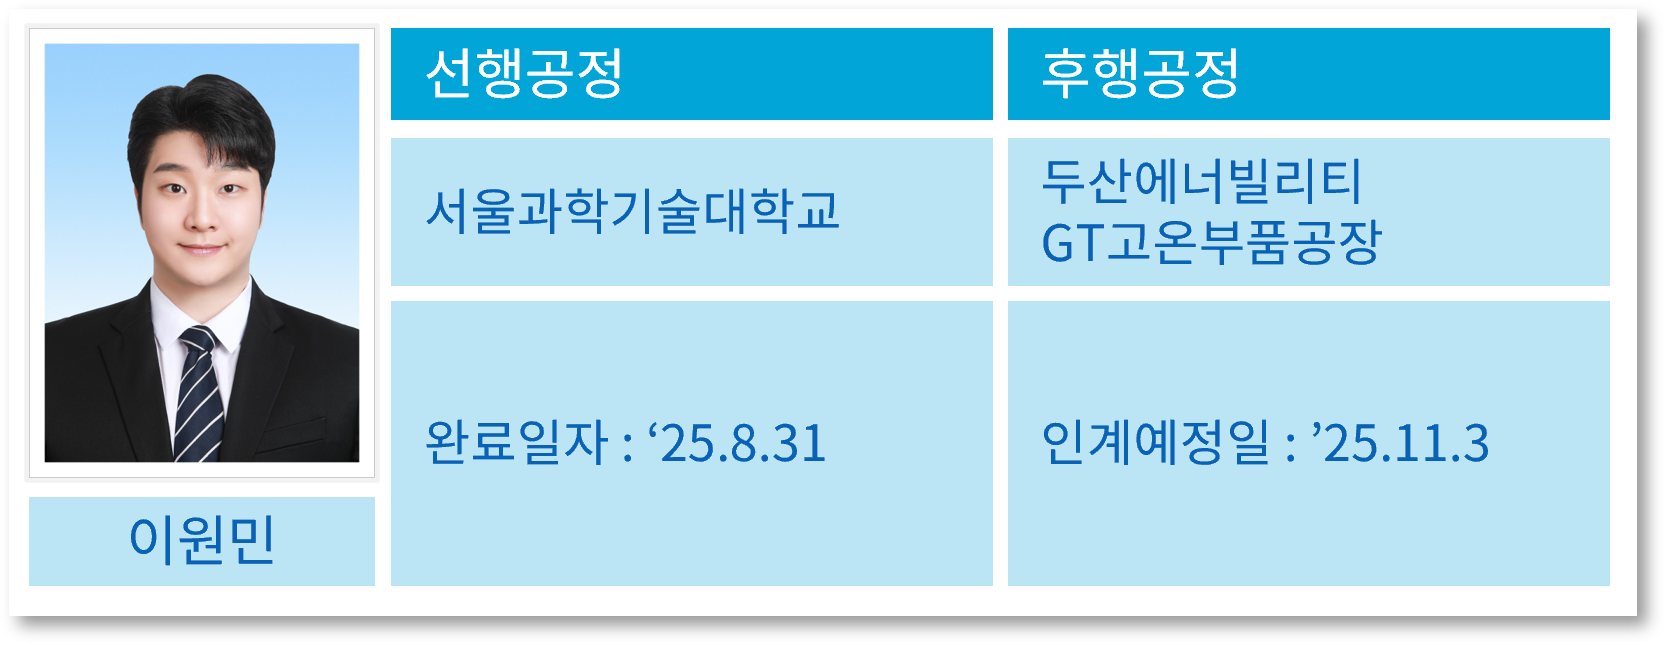 선행공정
후행공정
서울과학기술대학교
두산에너빌리티
GT고온부품공장
완료일자 : ‘25.8.31
인계예정일 : ’25.11.3
이원민